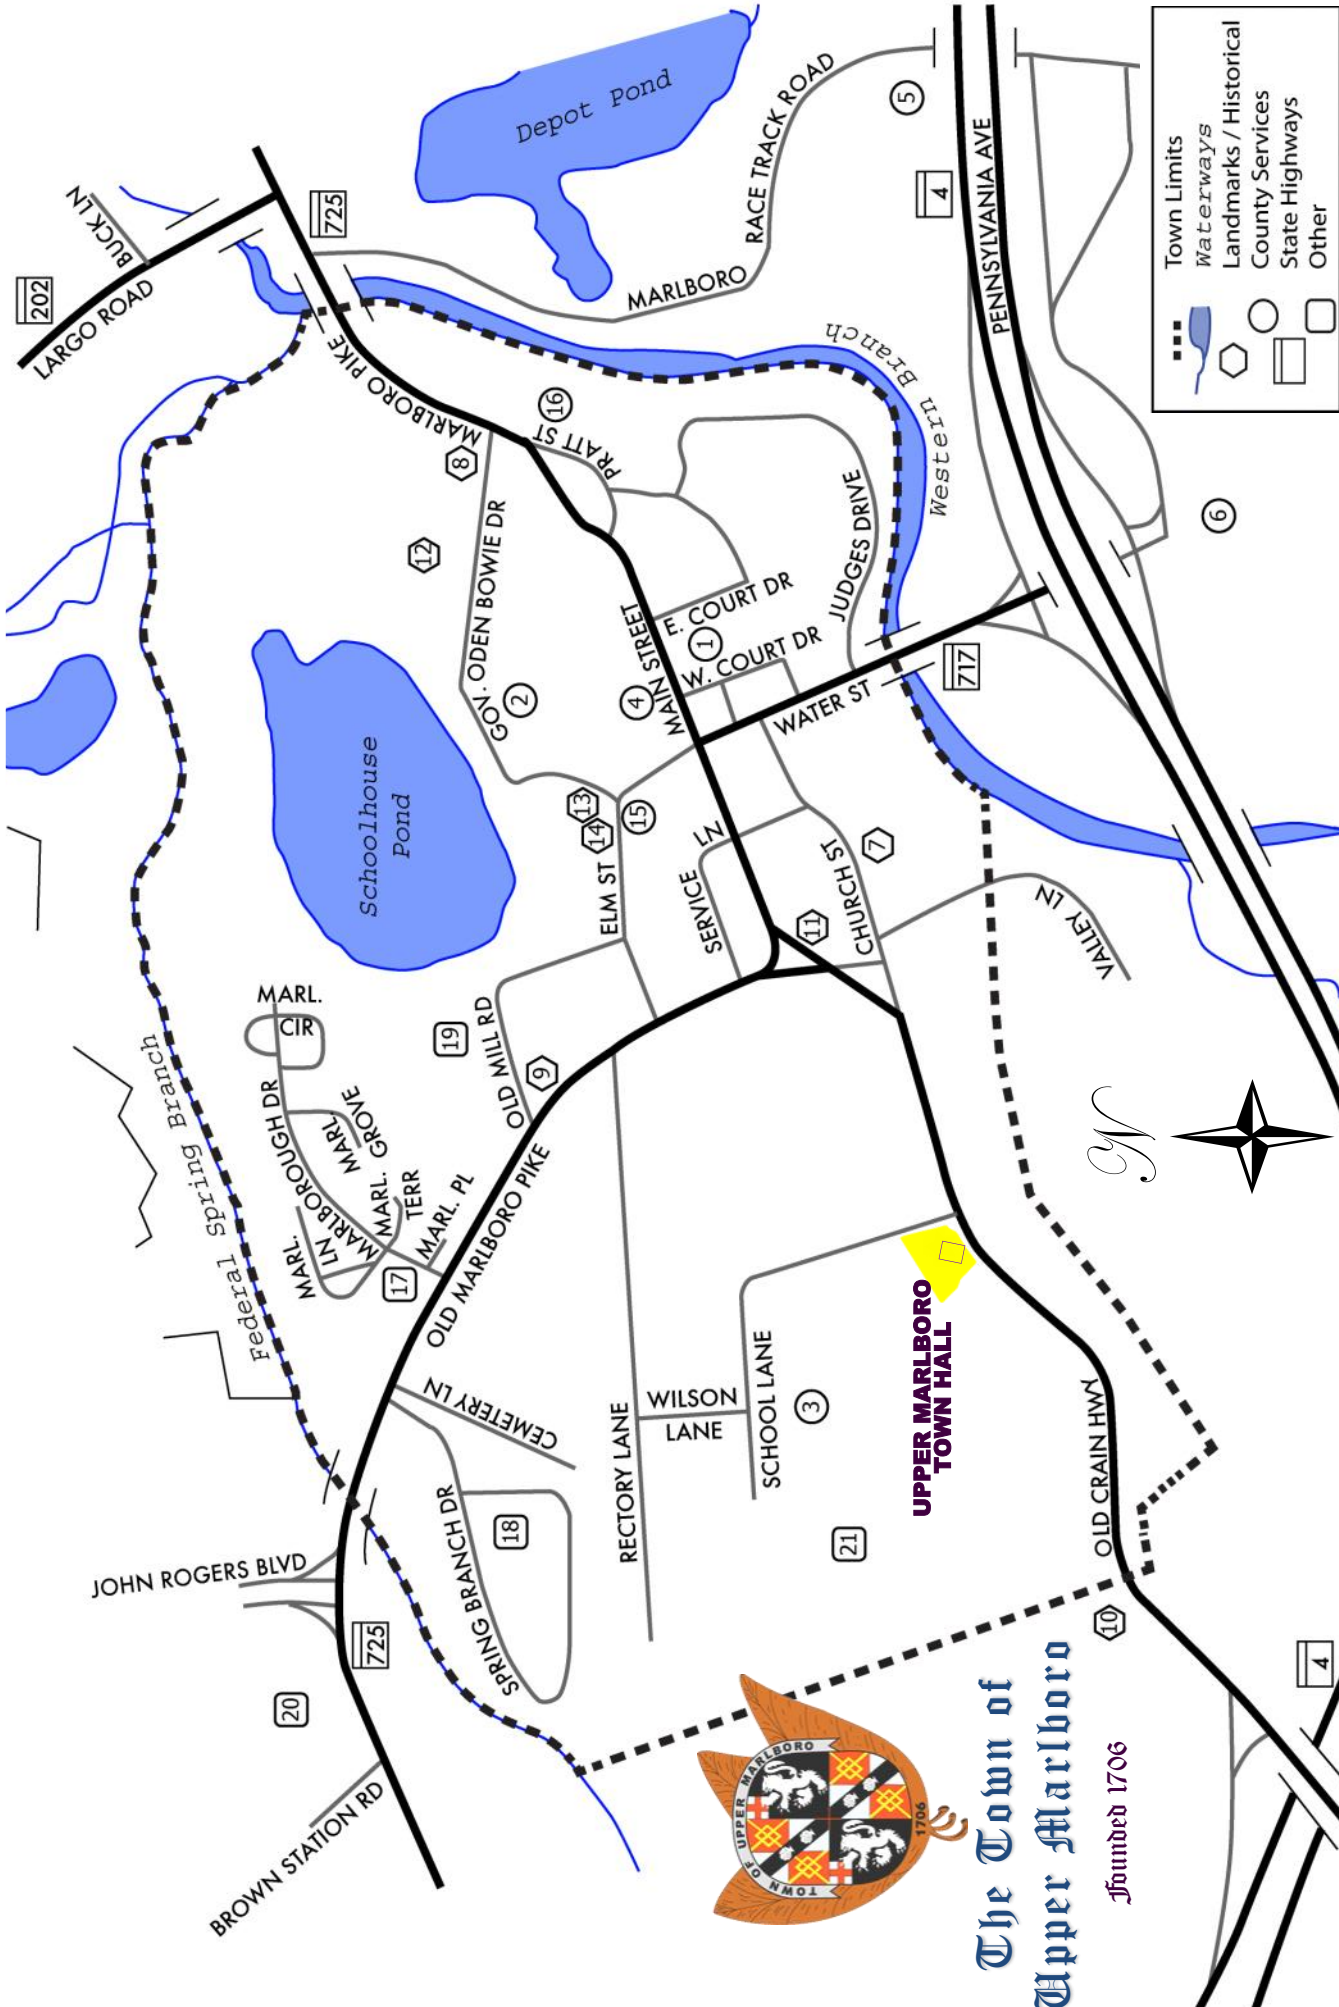 The Town of
Upper Marlboro
Founded 1706
TOWN OF UPPER MARLBORO
1706
BROWN STATION RD
20
725
JOHN ROGERS BLVD
SPRING BRANCH DR
18
CEMETERY LN
Federal Spring Branch
MARL.
LN
MARLBOROUGH DR
MARL.
TERR
MARL. PL
17
MARL.
GROVE
MARL.
CIR
OLD MARLBORO PIKE
OLD MILL RD
19
9
Schoolhouse
Pond
RECTORY LANE
WILSON
LANE
SCHOOL LANE
3
21
UPPER MARLBORO
TOWN HALL
OLD CRAIN HWY
10
4
N
ELM ST
13
14
15
SERVICE
LN
11
CHURCH ST
7
VALLEY LN
GOV. ODEN BOWIE DR
2
12
8
4
MAIN STREET
1
E. COURT DR
W. COURT DR
WATER ST
717
JUDGES DRIVE
PRATT ST
16
MARLBORO PIKE
Western Branch
LARGO ROAD
202
BUCK LN
725
Depot Pond
MARLBORO
RACE TRACK ROAD
5
4
PENNSYLVANIA AVE
6
Town Limits
Waterways
Landmarks / Historical
County Services
State Highways
Other